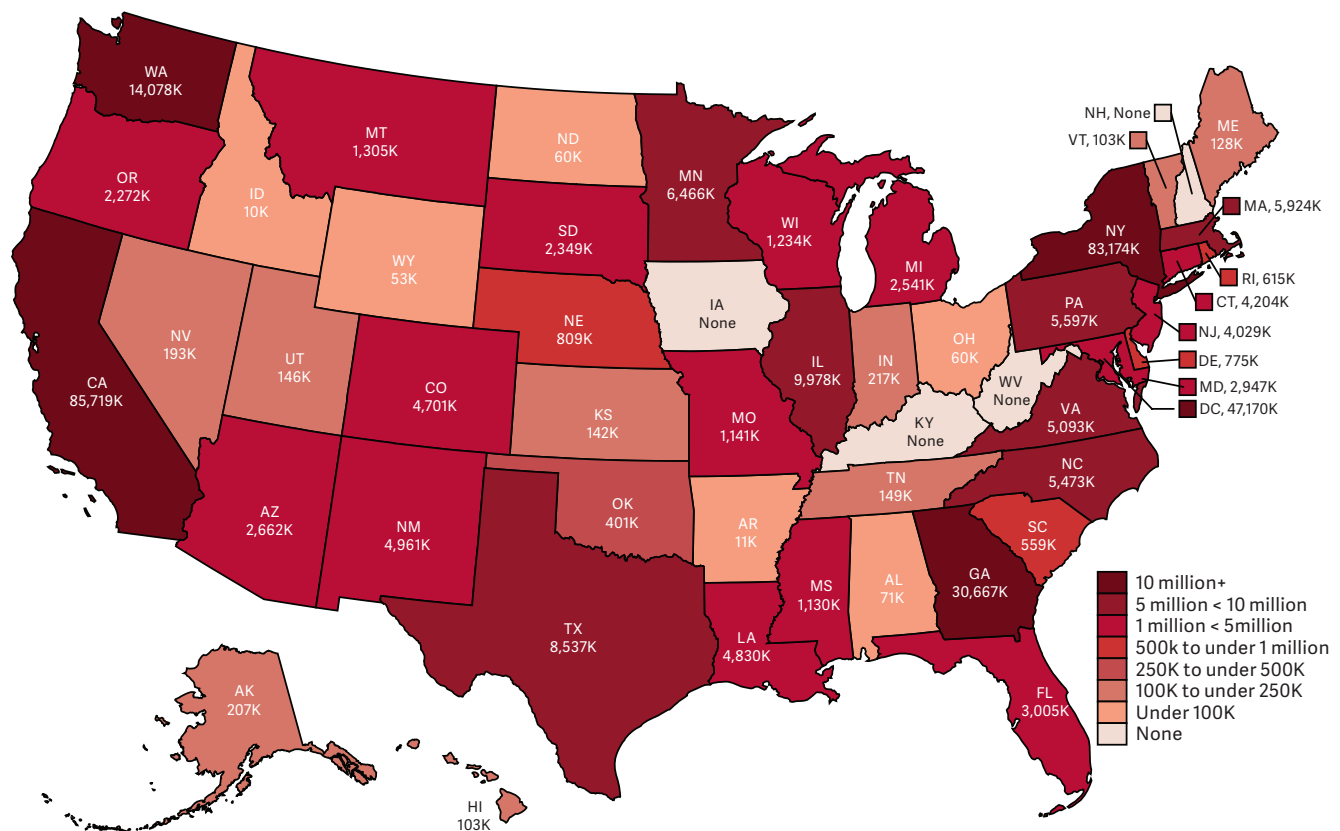 WA
14,078K
MT
1,305K
ND
60K
MN
6,466K
NH, None
VT, 103K
ME
128K
OR
2,272K
ID
10K
SD
2,349K
WI
1,234K
MI
2,541K
NY
83,174K
MA, 5,924K
RI, 615K
CT, 4,204K
NJ, 4,029K
DE, 775K
MD, 2,947K
DC, 47,170K
WY
53K
IA
None
NE
809K
PA
5,597K
NV
193K
UT
146K
CA
85,719K
CO
4,701K
IL
9,978K
IN
217K
OH
60K
WV
None
KS
142K
MO
1,141K
KY
None
VA
5,093K
AZ
2,662K
NM
4,961K
OK
401K
AR
11K
TN
149K
NC
5,473K
SC
559K
TX
8,537K
LA
4,830K
MS
1,130K
AL
71K
GA
30,667K
FL
3,005K
AK
207K
HI
103K
10 million+
5 million < 10 million
1 million < 5million
500k to under 1 million
250K to under 500K
100K to under 250K
Under 100K
None